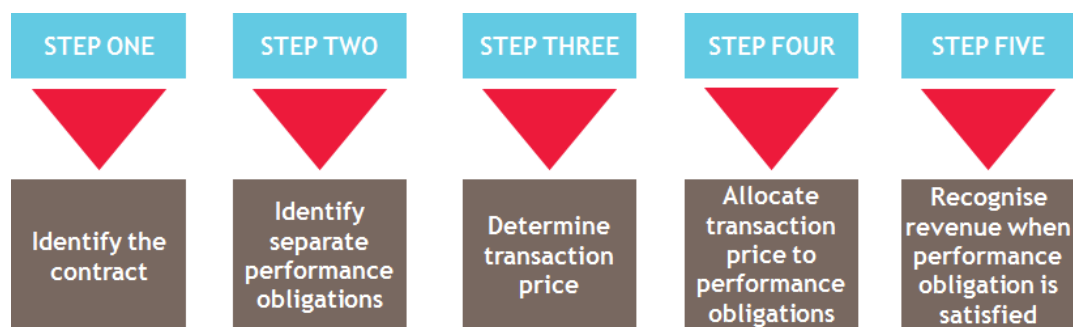 STEP ONE
STEP TWO
STEP THREE
STEP FOUR
STEP FIVE
Identify the
contract
Identify
separate
performance
obligations
Determine
transaction
price
Allocate
transaction
price to
performance
obligations
Recognise
revenue when
performance
obligation is
satisfied